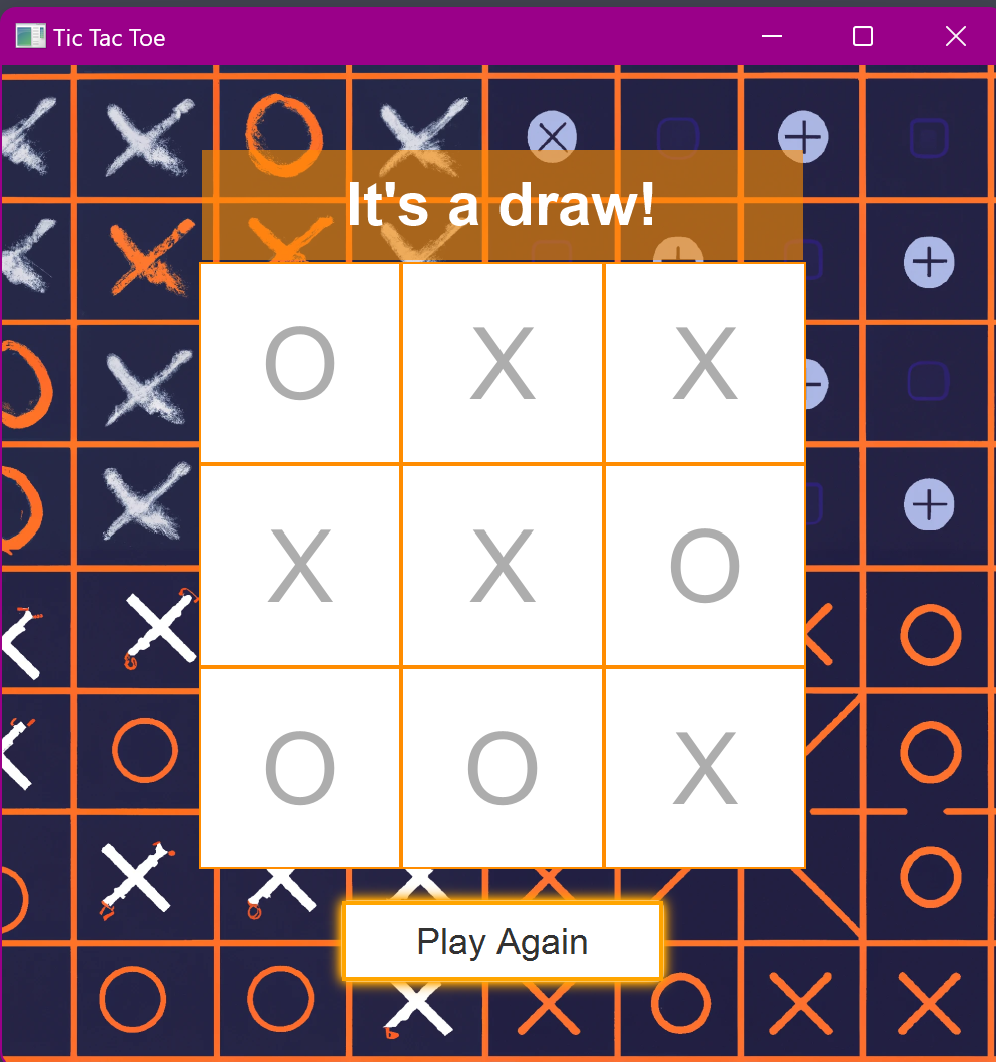 Tic Tac Toe
It's a draw!
O X X
X X O
O O X
Play Again